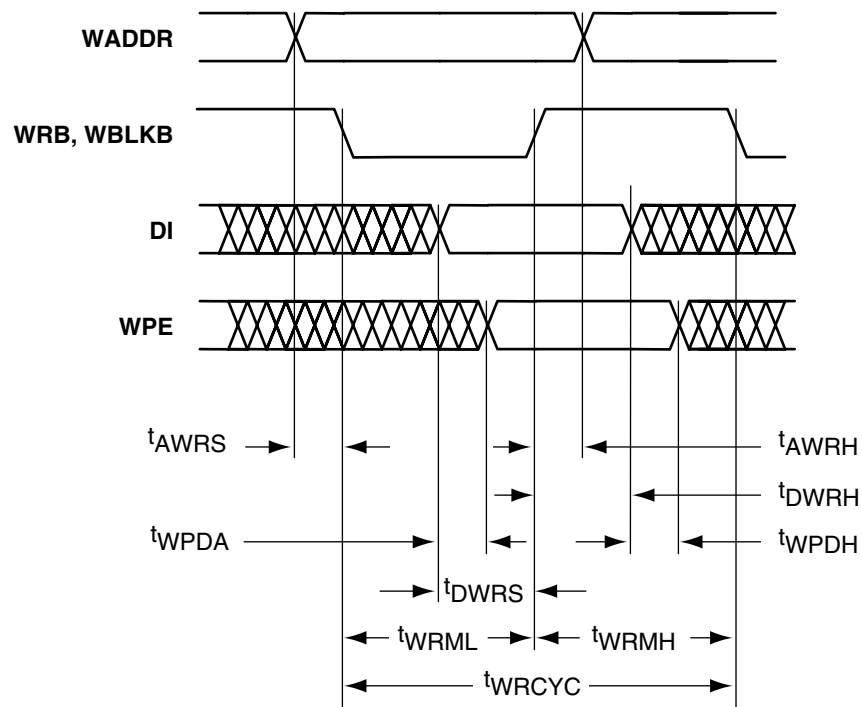 WADDR
WRB, WBLKB
DI
WPE
tAWRS
tAWRH
tDWRH
tWPDA
tWPDH
tDWRS
tWRML
tWRMH
tWRCYC